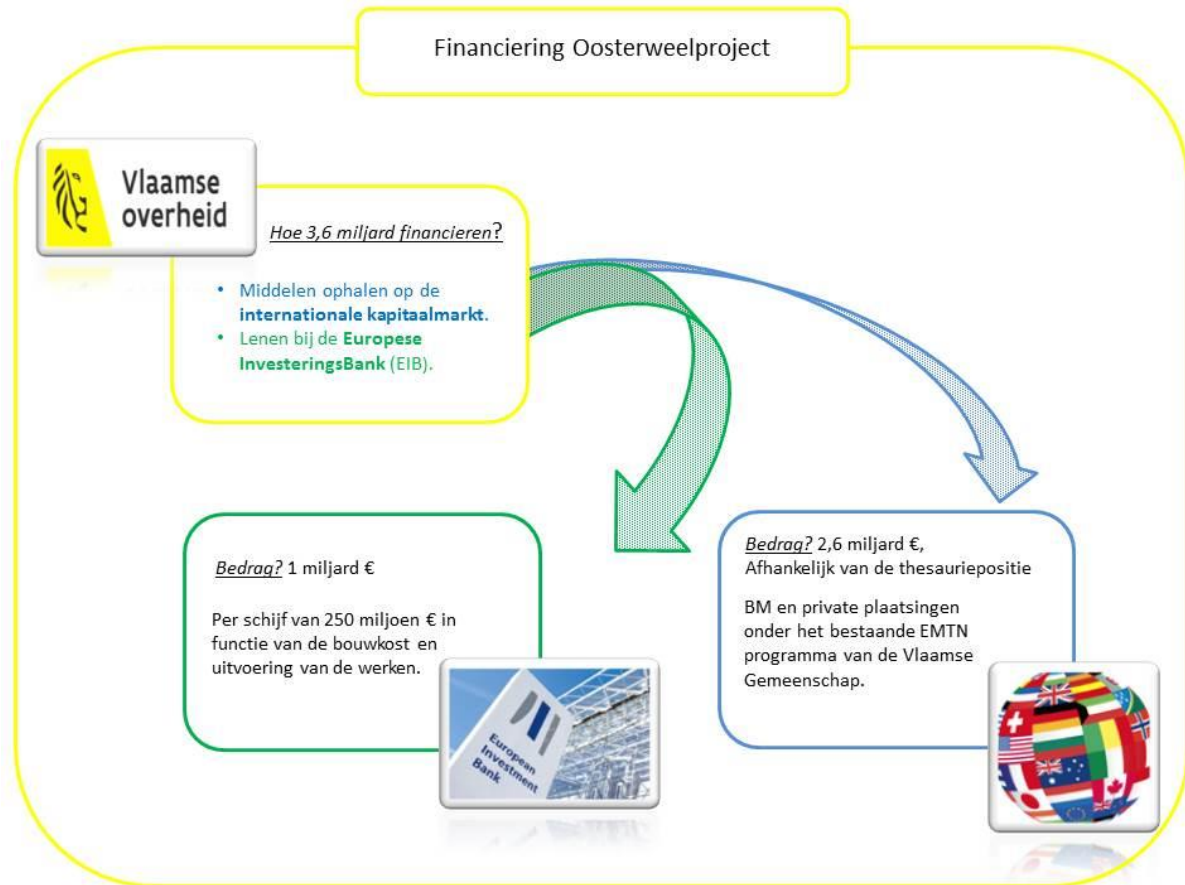 Financiering Oosterweelproject
Vlaamse
overheid
Hoe 3,6 miljard financieren?
• Middelen ophalen op de
internationale kapitaalmarkt.
• Lenen bij de Europese
InvesteringsBank (EIB).
Bedrag? 1 miljard €
Per schijf van 250 miljoen € in
functie van de bouwkost en
uitvoering van de werken.
European
Investment
Bank
Bedrag? 2,6 miljard €,
Afhankelijk van de thesauriepositie
BM en private plaatsingen
onder het bestaande EMTN
programma van de Vlaamse
Gemeenschap.